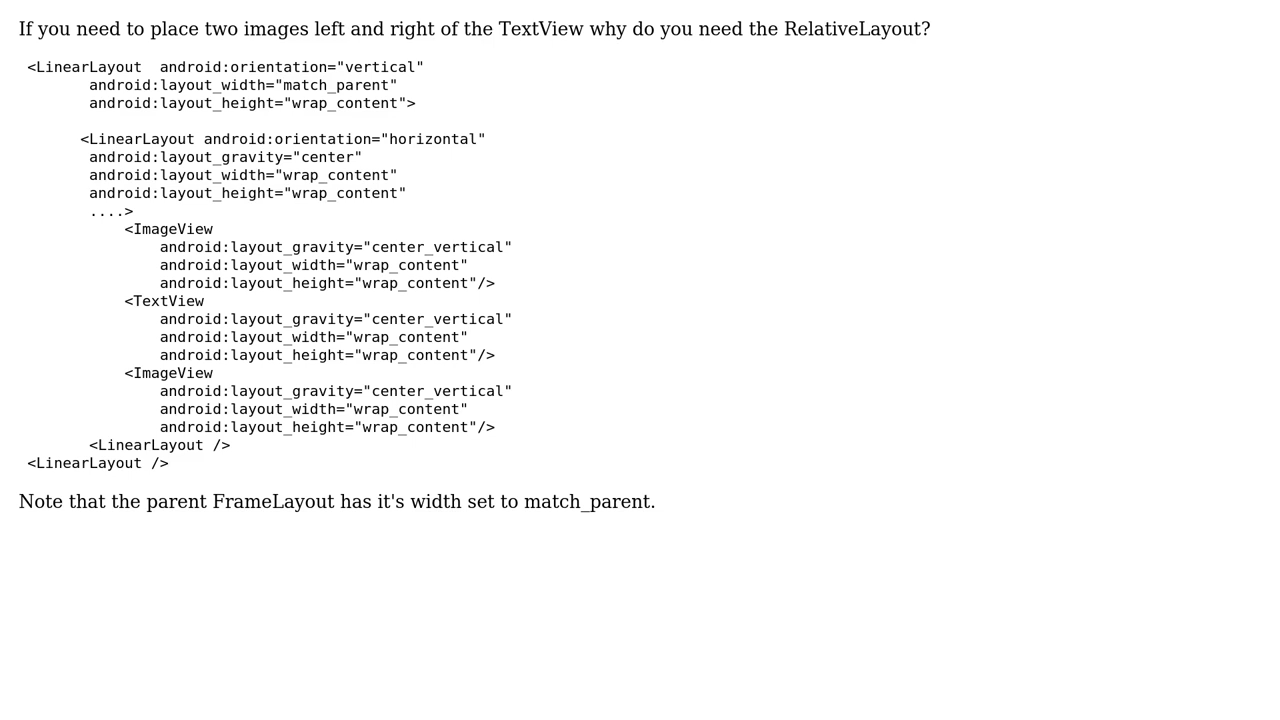 If you need to place two images left and right of the TextView why do you need the RelativeLayout?
<LinearLayout  android:orientation="vertical"
android:layout_width="match_parent"
android:layout_height="wrap_content">
<LinearLayout android:orientation="horizontal"
android:layout_gravity="center"
android:layout_width="wrap_content"
android:layout_height="wrap_content"
....>
<ImageView
android:layout_gravity="center_vertical"
android:layout_width="wrap_content"
android:layout_height="wrap_content"/>
<TextView
android:layout_gravity="center_vertical"
android:layout_width="wrap_content"
android:layout_height="wrap_content"/>
<ImageView
android:layout_gravity="center_vertical"
android:layout_width="wrap_content"
android:layout_height="wrap_content"/>
<LinearLayout />
<LinearLayout />
Note that the parent FrameLayout has it's width set to match_parent.